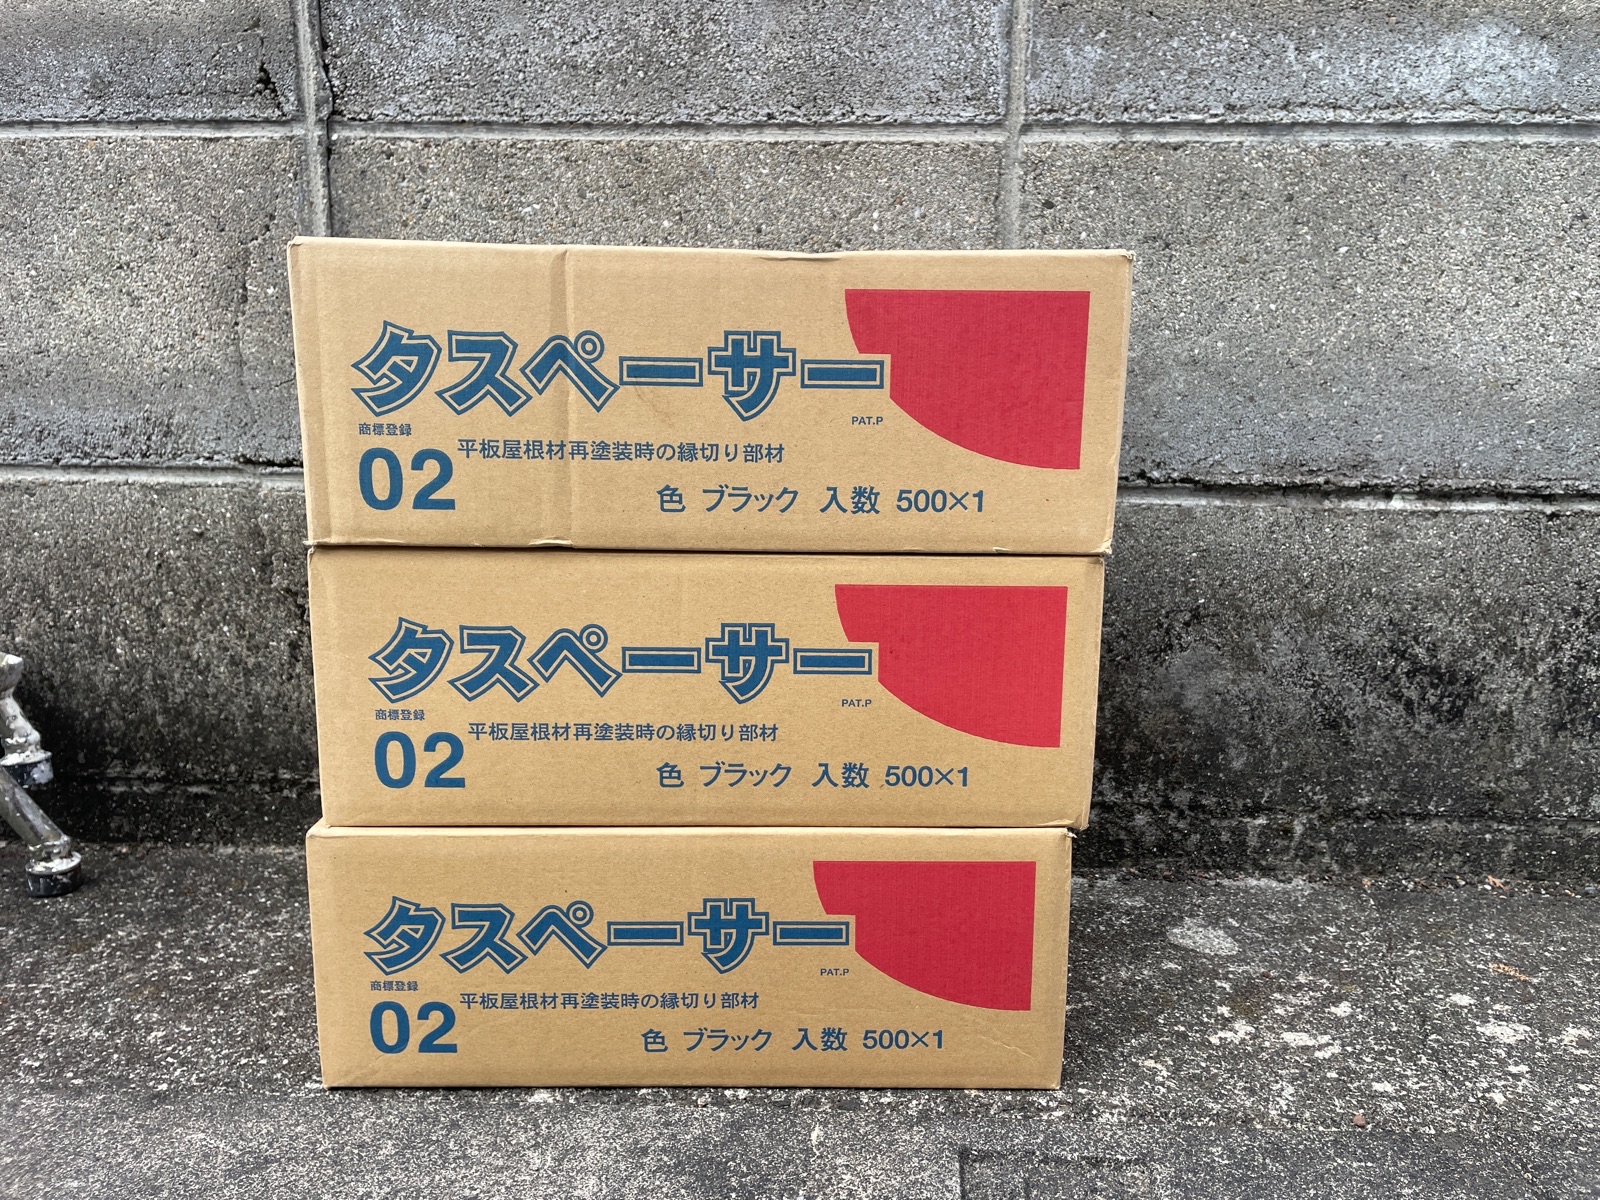 タスペーサー
PAT.P
商標登録
02 平板屋根材再塗装時の縁切り部材
色 ブラック 入数 500×1
タスペーサー
PAT.P
商標登録
02 平板屋根材再塗装時の縁切り部材
色 ブラック 入数 500×1
タスペーサー
PAT.P
商標登録
02 平板屋根材再塗装時の縁切り部材
色 ブラック 入数 500×1